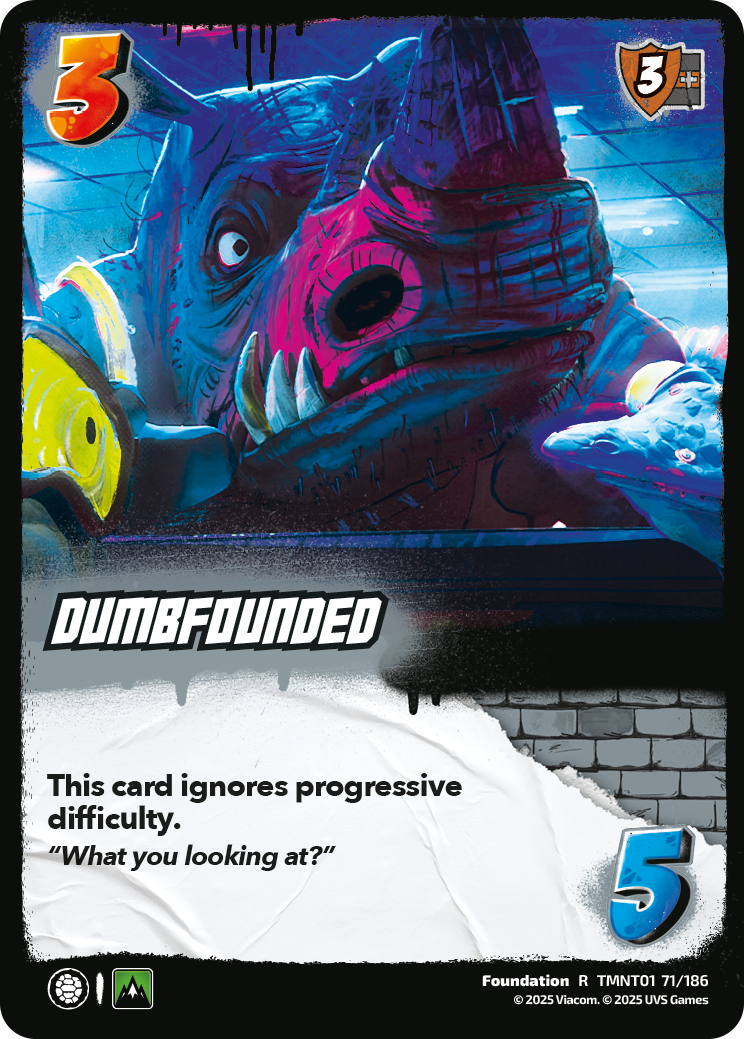 3
3
DUMBFOUNDED
This card ignores progressive
difficulty.
“What you looking at?”
5
Foundation R TMNT01 71/186
© 2025 Viacom. © 2025 UVS Games